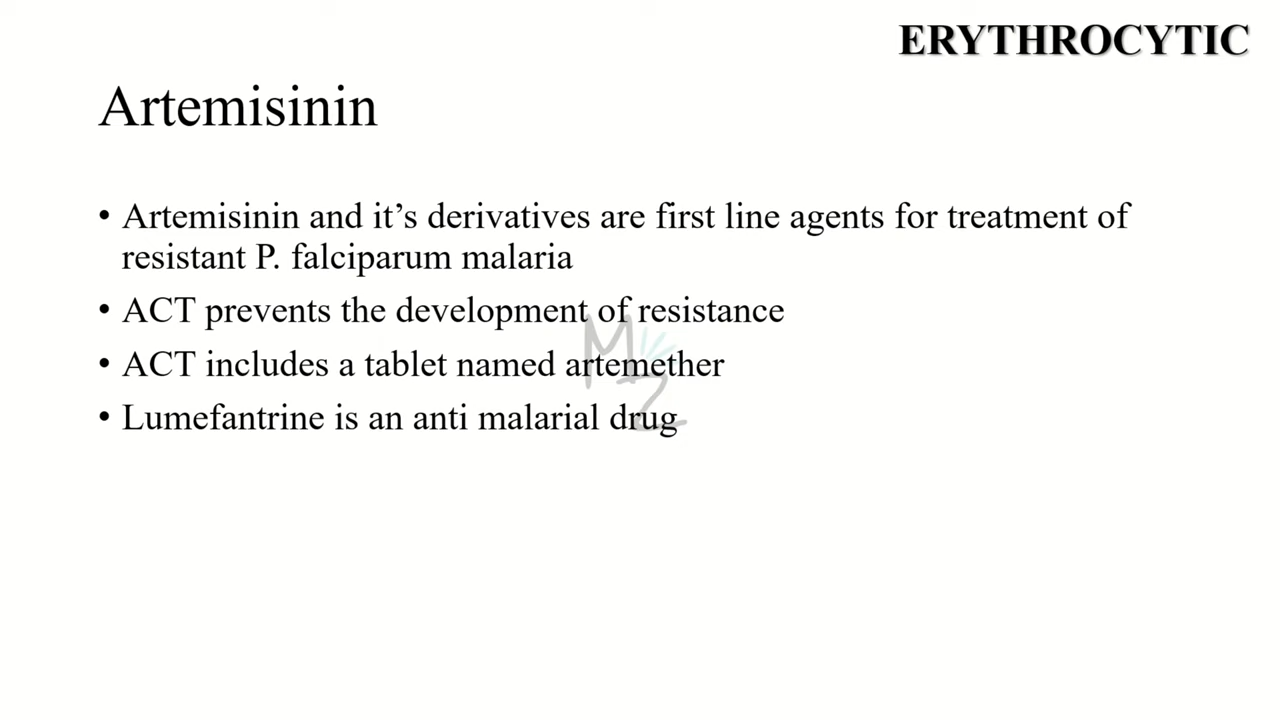 ERYTHROCYTIC
Artemisinin
• Artemisinin and it’s derivatives are first line agents for treatment of
resistant P. falciparum malaria
• ACT prevents the development of resistance
• ACT includes a tablet named artemether
• Lumefantrine is an anti malarial drug
M
Z